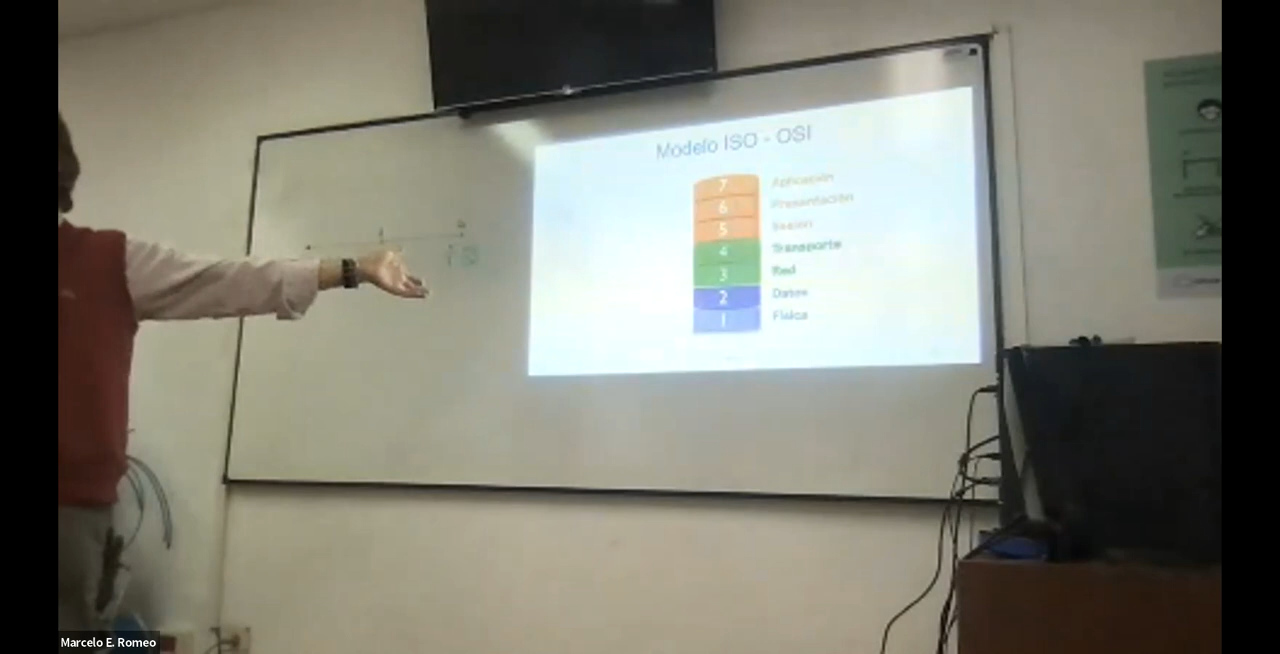 Modelo ISO - OSI
7 Aplicación
6 Presentación
5 Sesión
4 Transporte
3 Red
2 Datos
1 Física
Marcelo E. Romeo